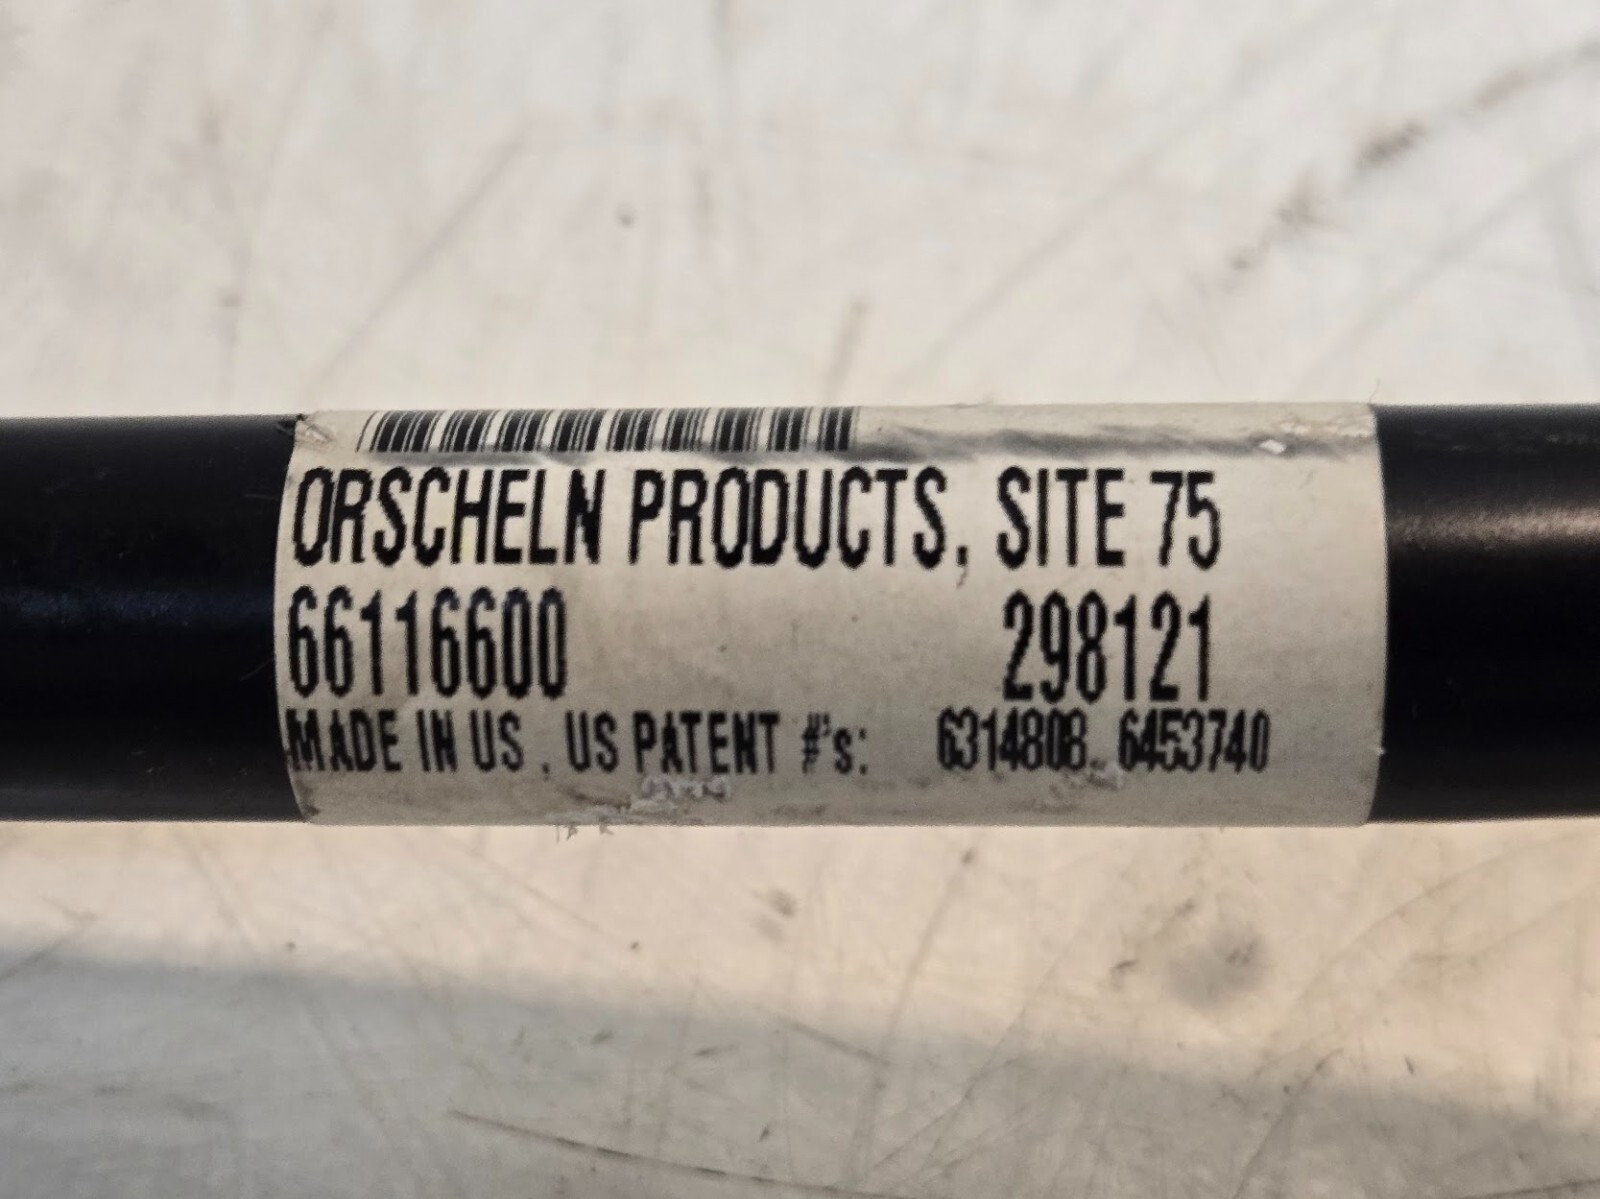 ORSCHELN PRODUCTS, SITE 75
66116600 298121
MADE IN US , US PATENT #'s: 6314808, 6453740